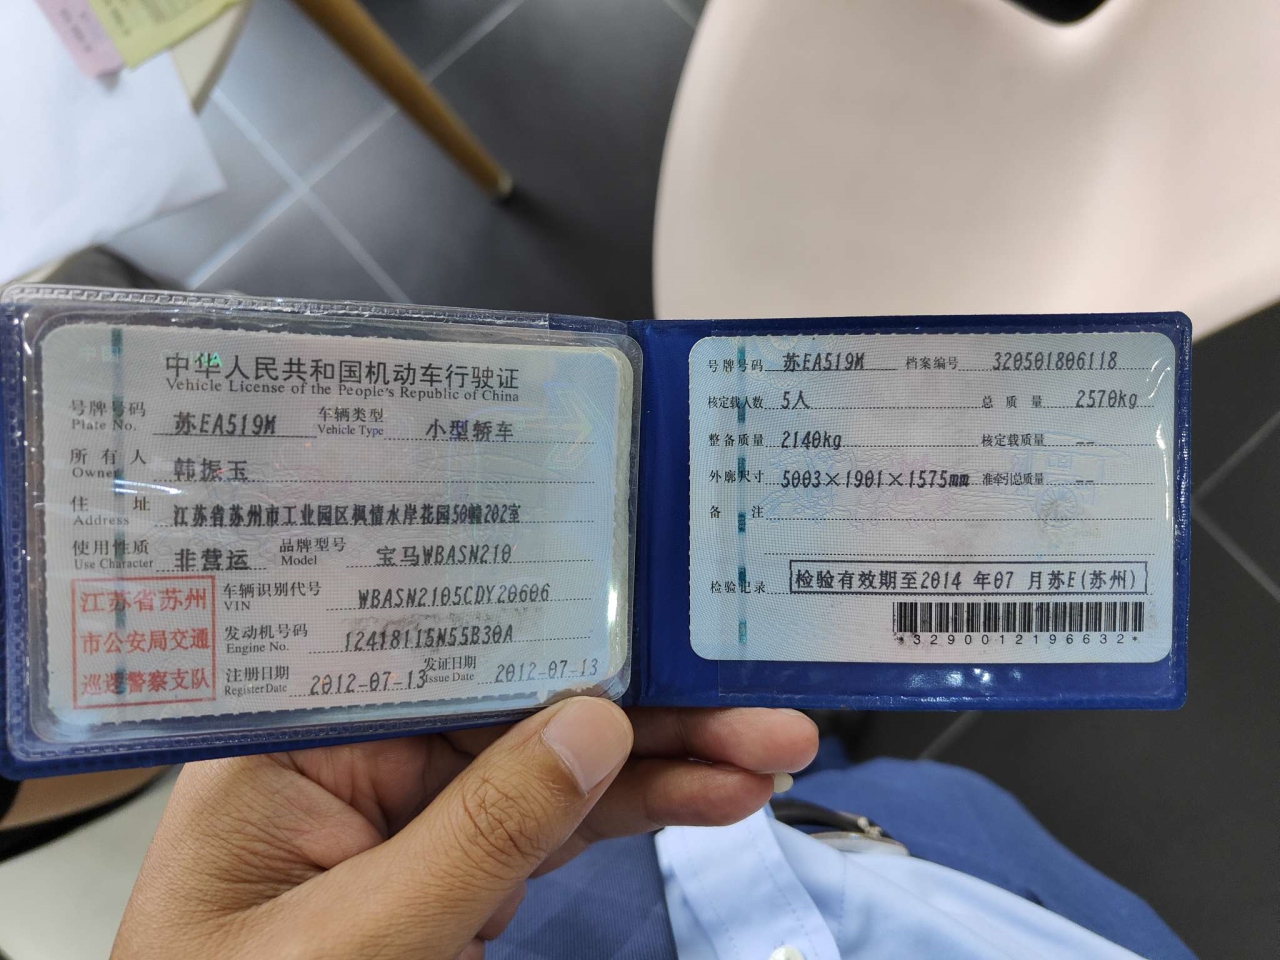 中华人民共和国机动车行驶证
Vehicle License of the People's Republic of China
号牌号码 苏EA519M 车辆类型 小型轿车
Plate No. Vehicle Type
所有人 韩振玉
Owner
住址 江苏省苏州市工业园区枫情水岸花园50幢202室
Address
使用性质 非营运 品牌型号 宝马WBASN210
Use Character Model
江苏省苏州
市公安局交通
巡逻警察支队
车辆识别代号 WBASN2105CDY20606
VIN
发动机号码 12418115N55B30A
Engine No.
注册日期 2012-07-13 发证日期 2012-07-13
Register Date Issue Date
号牌号码 苏EA519M 档案编号 320501806118
核定载人数 5人 总质量 2570kg
整备质量 2140kg 核定载质量 --
外廓尺寸 5003×1901×1575mm 准牵引总质量 --
备注
检验记录 检验有效期至2014年07月苏E(苏州)
*3290012196632*